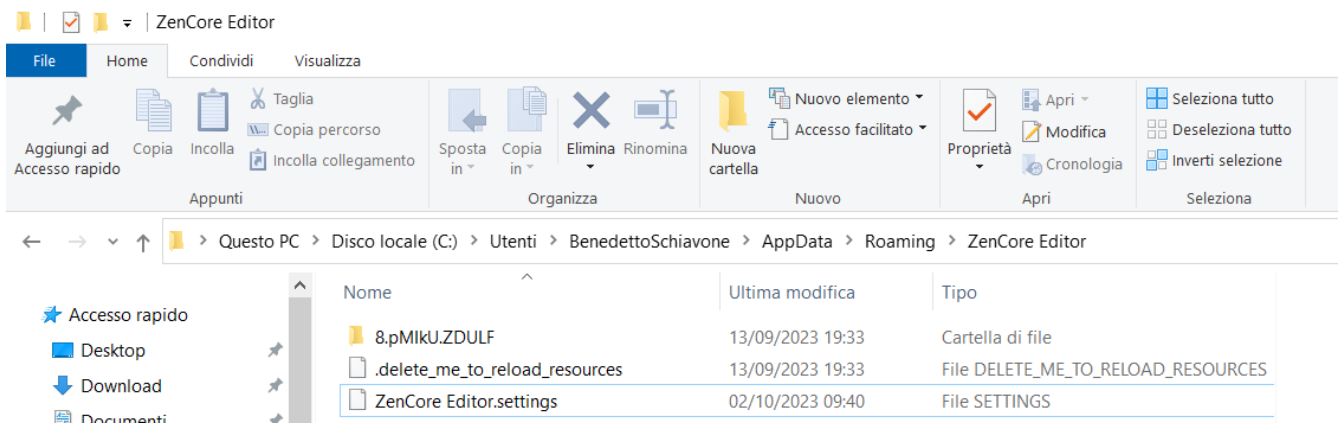 ZenCore Editor
File Home Condividi Visualizza
Aggiungi ad Accesso rapido
Copia
Incolla
Taglia
W... Copia percorso
Incolla collegamento
Appunti
Sposta in
Copia in
Elimina
Rinomina
Organizza
Nuova cartella
Nuovo elemento
Accesso facilitato
Nuovo
Proprietà
Apri
Modifica
Cronologia
Apri
Seleziona tutto
Deseleziona tutto
Inverti selezione
Seleziona
Questo PC > Disco locale (C:) > Utenti > BenedettoSchiavone > AppData > Roaming > ZenCore Editor
Accesso rapido
Desktop
Download
Documenti
Nome Ultima modifica Tipo
8.pMIkU.ZDULF 13/09/2023 19:33 Cartella di file
.delete_me_to_reload_resources 13/09/2023 19:33 File DELETE_ME_TO_RELOAD_RESOURCES
ZenCore Editor.settings 02/10/2023 09:40 File SETTINGS